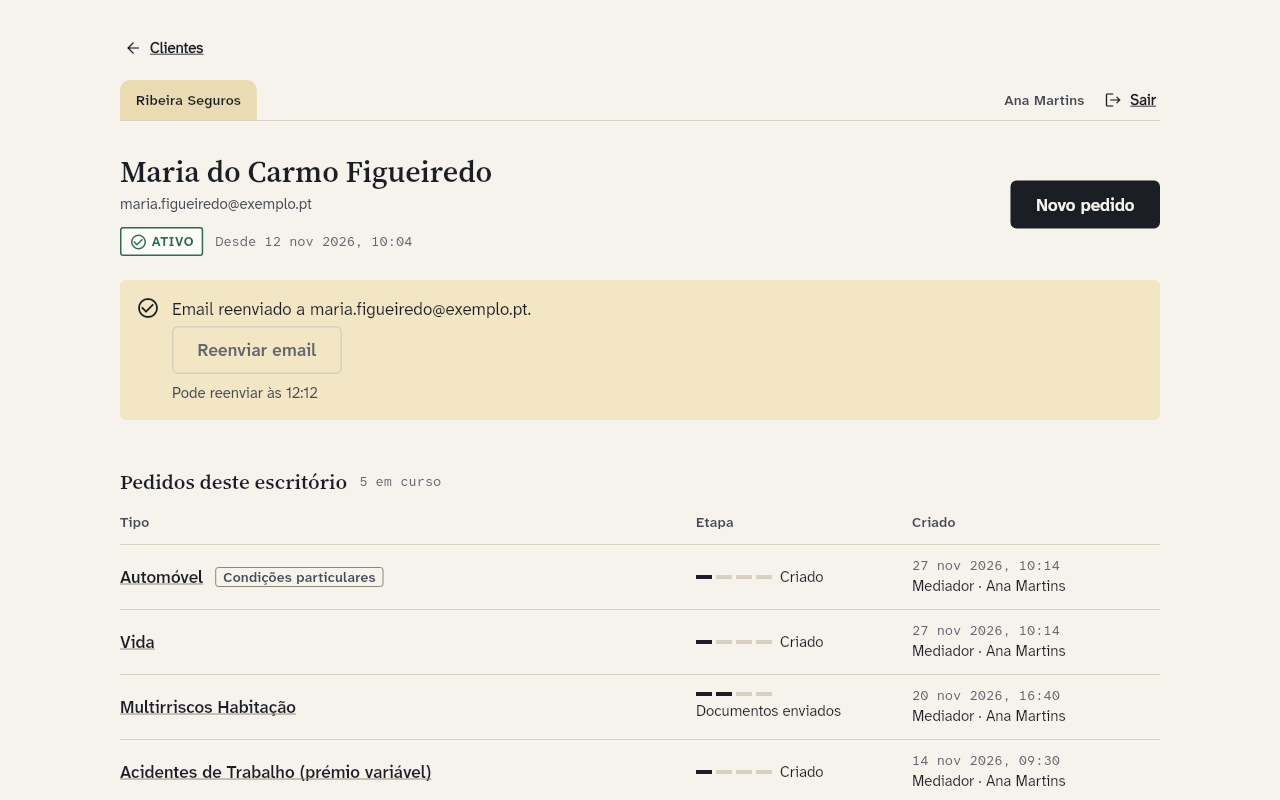 Clientes
Ribeira Seguros
Ana Martins
Sair
Maria do Carmo Figueiredo
maria.figueiredo@exemplo.pt
Novo pedido
ATIVO Desde 12 nov 2026, 10:04
Email reenviado a maria.figueiredo@exemplo.pt.
Reenviar email
Pode reenviar às 12:12
Pedidos deste escritório 5 em curso
Tipo Etapa Criado
Automóvel Condições particulares Criado 27 nov 2026, 10:14
Mediador · Ana Martins
Vida Criado 27 nov 2026, 10:14
Mediador · Ana Martins
Multirriscos Habitação Documentos enviados 20 nov 2026, 16:40
Mediador · Ana Martins
Acidentes de Trabalho (prémio variável) Criado 14 nov 2026, 09:30
Mediador · Ana Martins